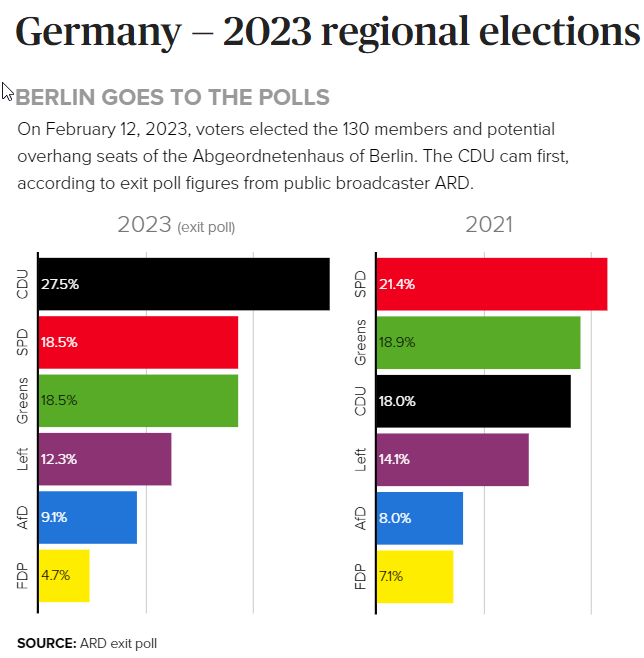 Germany – 2023 regional elections
BERLIN GOES TO THE POLLS
On February 12, 2023, voters elected the 130 members and potential
overhang seats of the Abgeordnetenhaus of Berlin. The CDU cam first,
according to exit poll figures from public broadcaster ARD.
2023 (exit poll)
CDU 27.5%
SPD 18.5%
Greens 18.5%
Left 12.3%
AfD 9.1%
FDP 4.7%
2021
SPD 21.4%
Greens 18.9%
CDU 18.0%
Left 14.1%
AfD 8.0%
FDP 7.1%
SOURCE: ARD exit poll